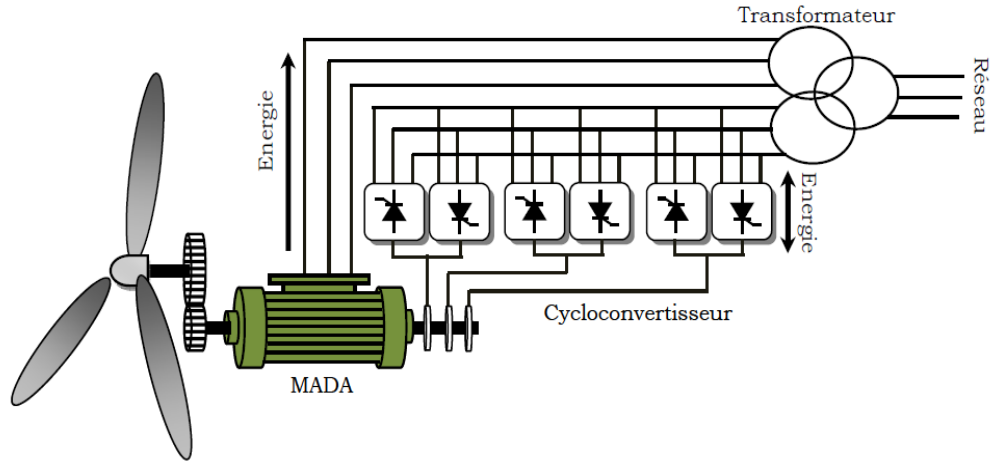 Transformateur
Energie
Réseau
Energie
Cycloconvertisseur
MADA